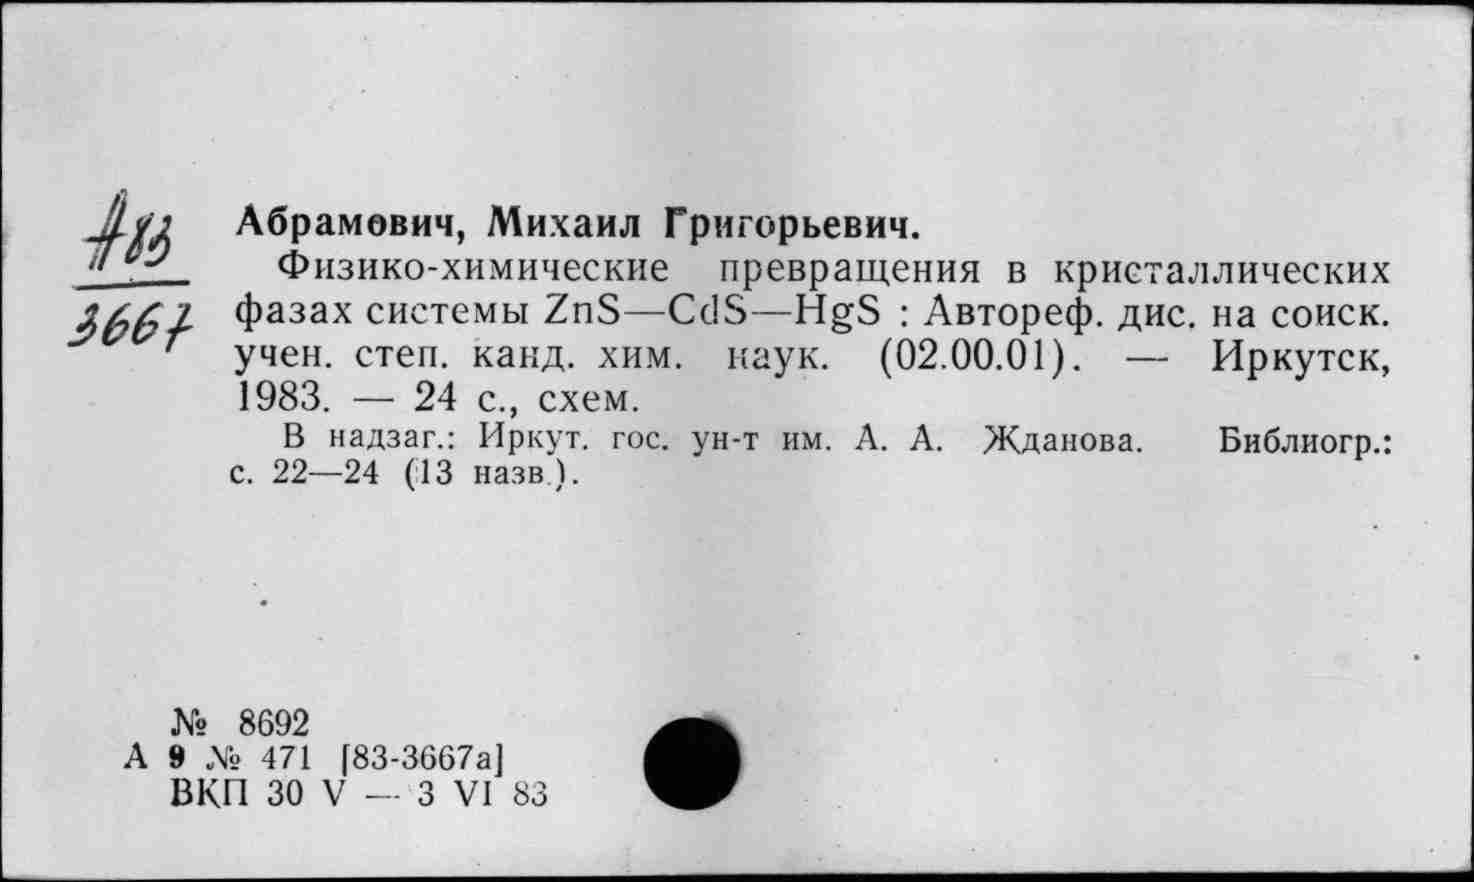 А83
3667
Абрамович, Михаил Григорьевич.
Физико-химические превращения в кристаллических
фазах системы ZnS—CdS—HgS : Автореф. дис. на соиск.
учен. степ. канд. хим. наук. (02.00.01). — Иркутск,
1983. — 24 с., схем.
В надзаг.: Иркут. гос. ун-т им. А. А. Жданова. Библиогр.:
с. 22—24 (13 назв.).
№ 8692
А 9 № 471 [83-3667а]
ВКП 30 V — 3 VI 83